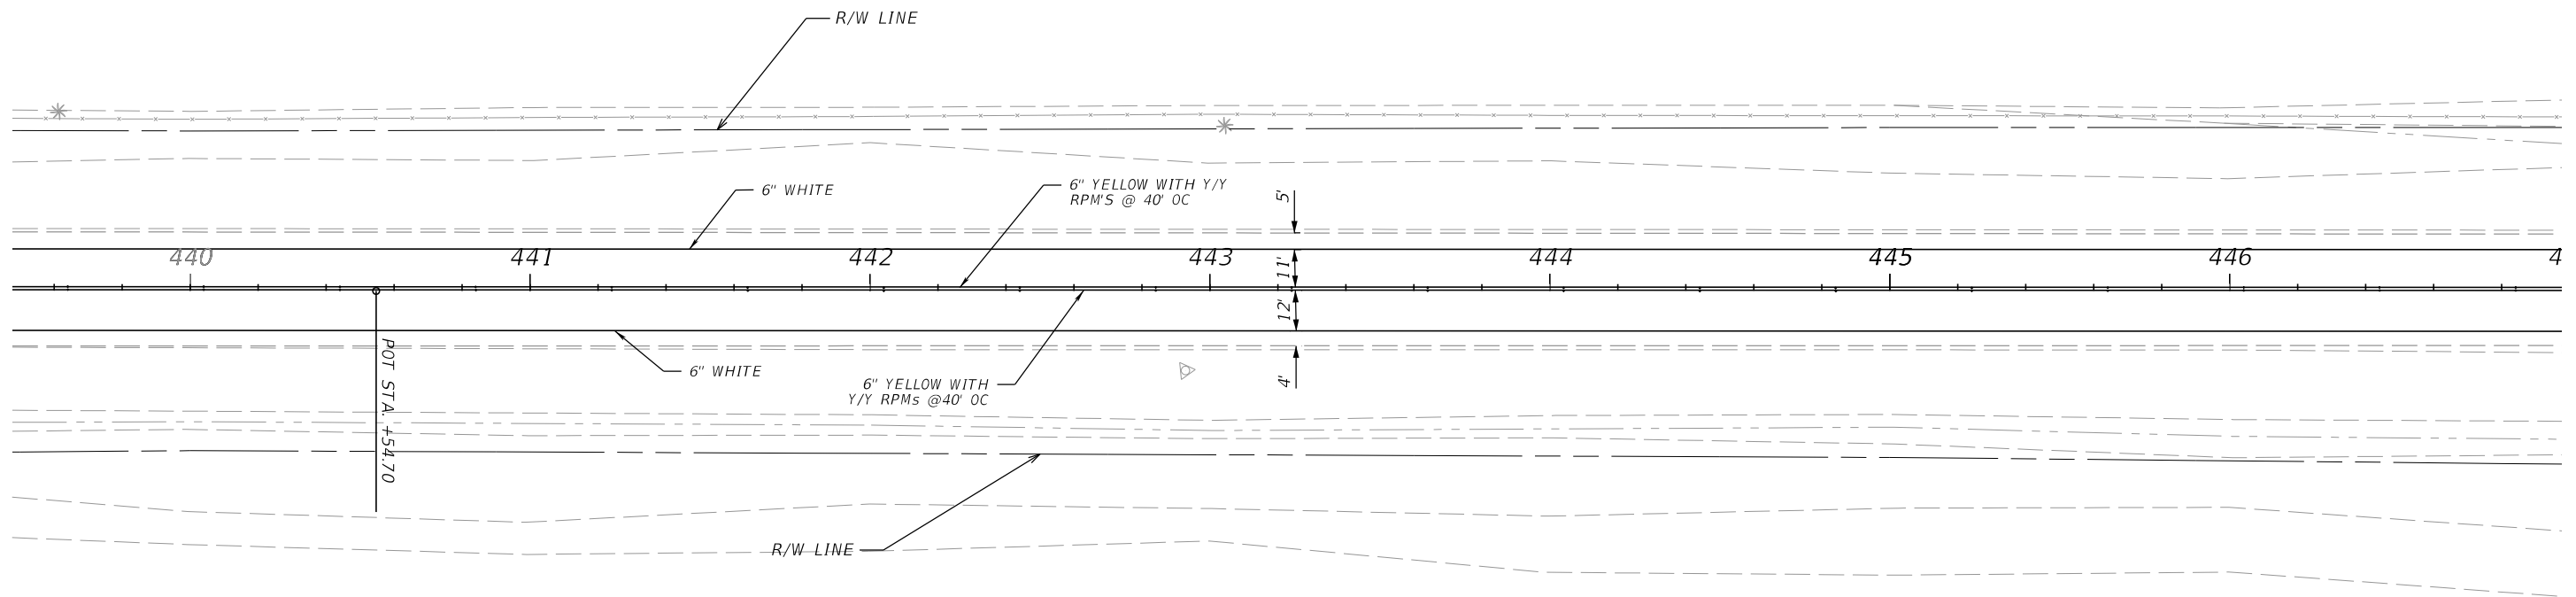 R/W LINE
6" WHITE
6" YELLOW WITH Y/Y
RPM'S @ 40' OC
5'
440
441
442
443
444
445
446
4
11'
12'
POT STA. +54.70
6" WHITE
6" YELLOW WITH
Y/Y RPMs @40' OC
4'
R/W LINE